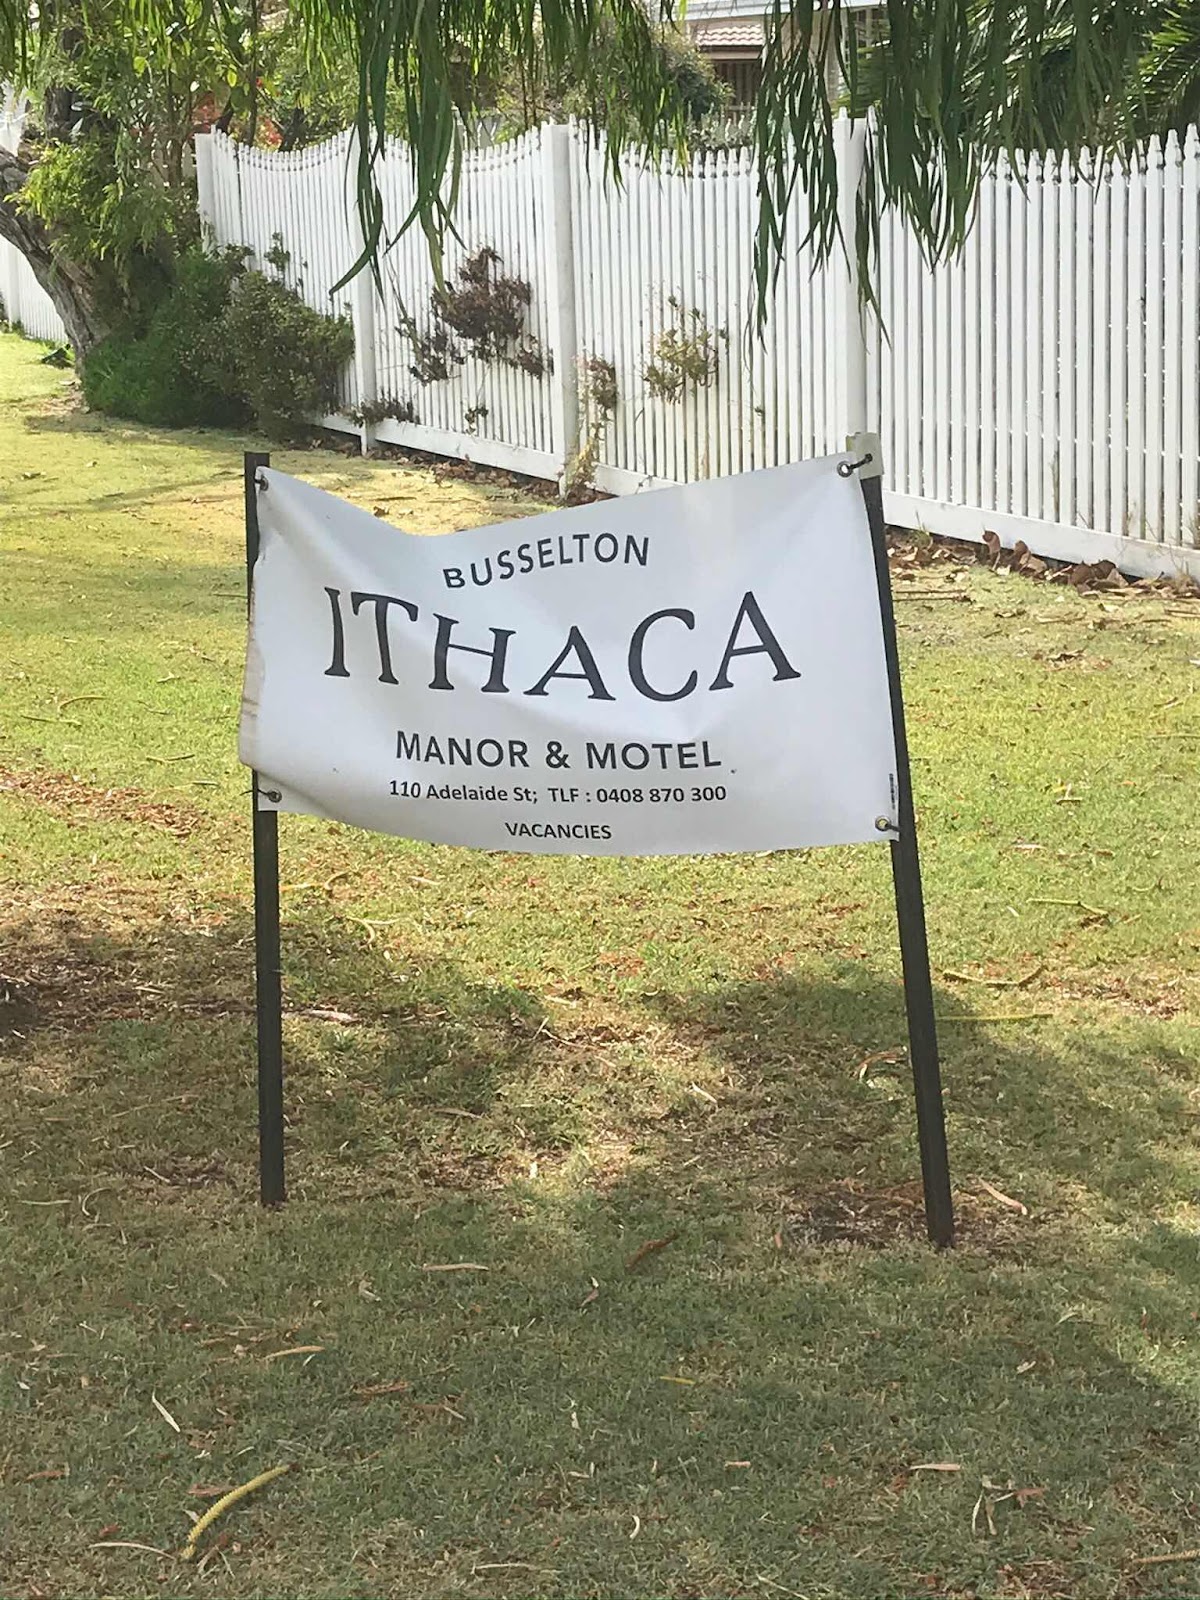 BUSSELTON
ITHACA
MANOR & MOTEL
110 Adelaide St; TLF : 0408 870 300
VACANCIES